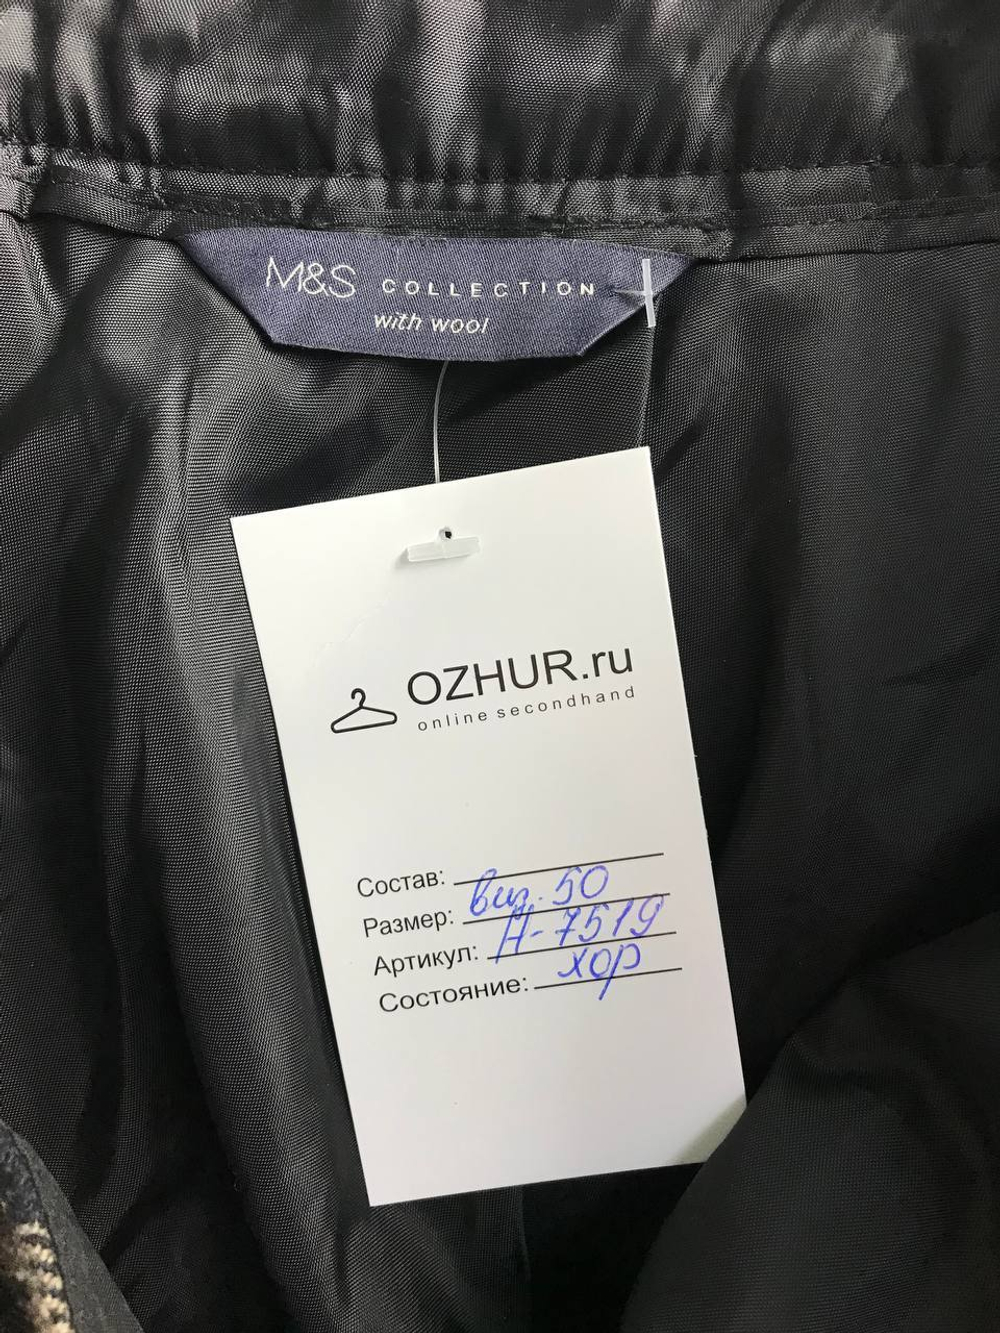 M&S COLLECTION
with wool
OZHUR.ru
online secondhand
Состав:
Размер: виз. 50
Артикул: Н-7519
Состояние: хор